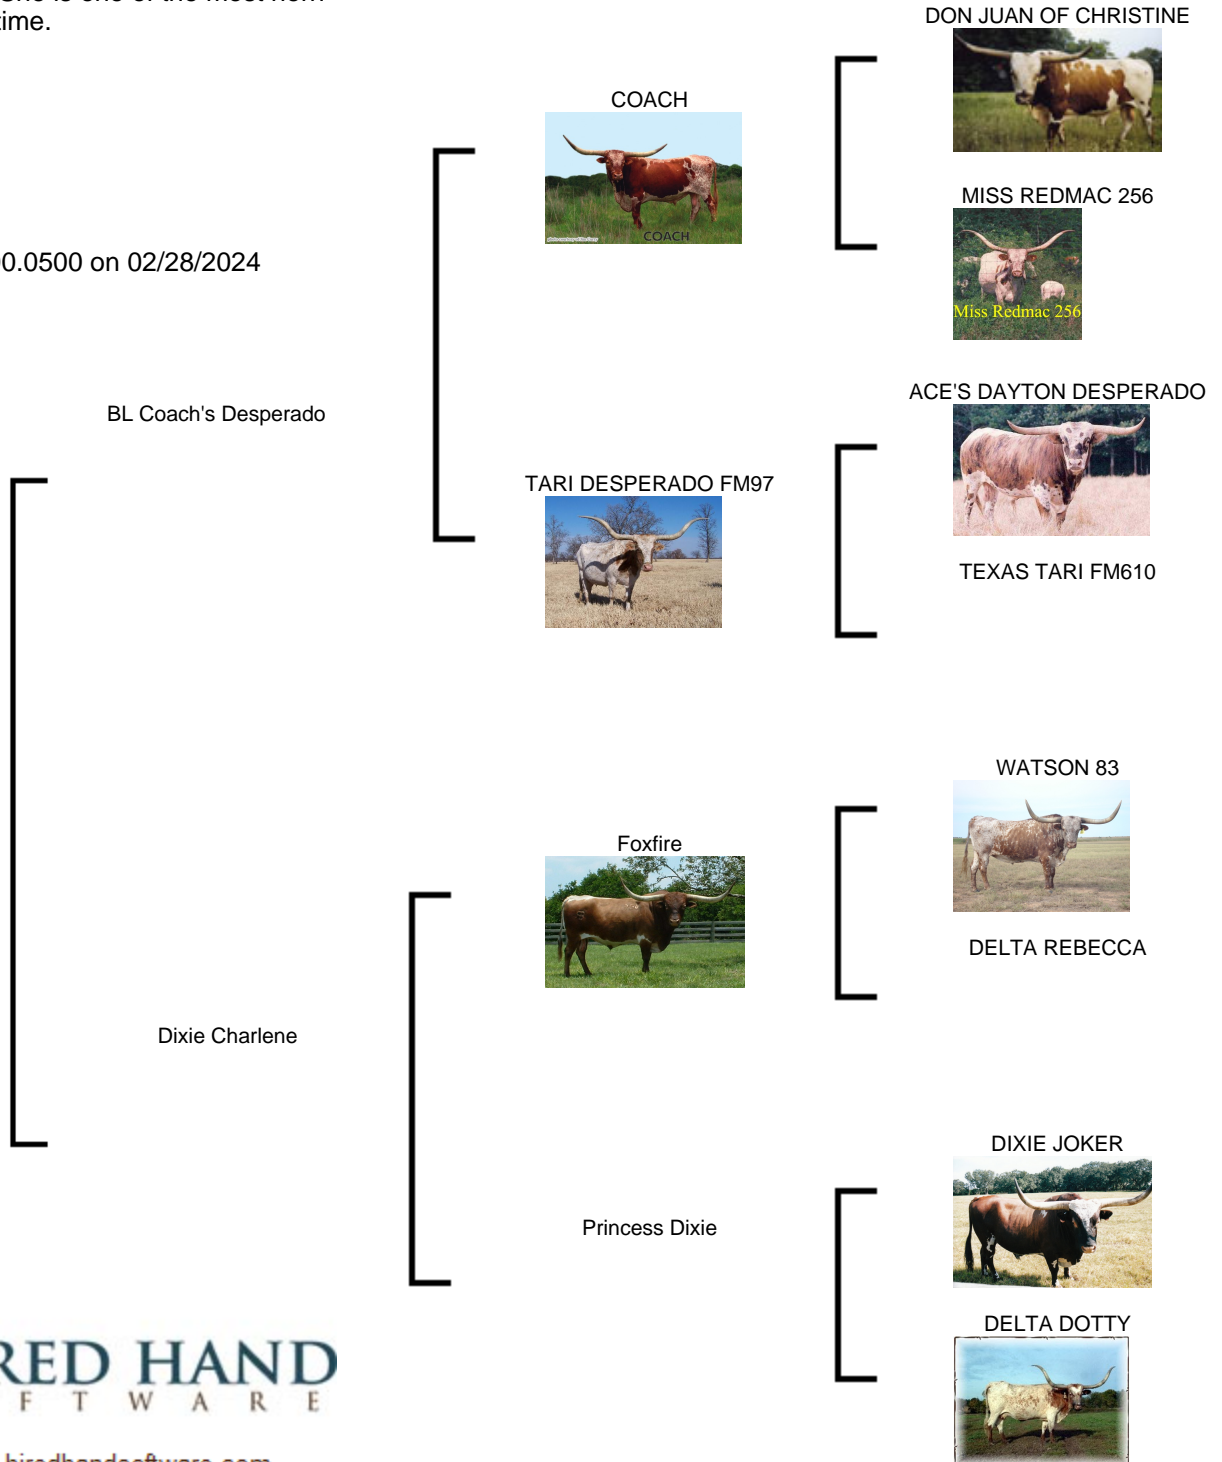 time.
DON JUAN OF CHRISTINE
COACH
COACH
MISS REDMAC 256
Miss Redmac 256
00.0500 on 02/28/2024
ACE'S DAYTON DESPERADO
BL Coach's Desperado
TARI DESPERADO FM97
TEXAS TARI FM610
WATSON 83
Foxfire
DELTA REBECCA
Dixie Charlene
DIXIE JOKER
Princess Dixie
DELTA DOTTY
RED HAND
FTWARE